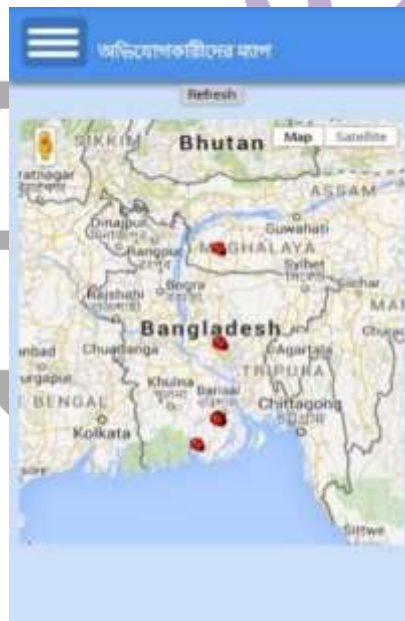 অভিযোগকারীদের ম্যাপ
Refresh
SIKKIM
Bhutan
Map
Satellite
ratnagar
ASSAM
Dinajpur
Guwahati
Rangpur
MEGHALAYA
Sylhet
Silchar
Bogra
Rajshahi
Bangladesh
Chuadanga
Agartala
TRIPURA
Khulna
Barisal
BENGAL
Chittagong
Kolkata
Sittwe